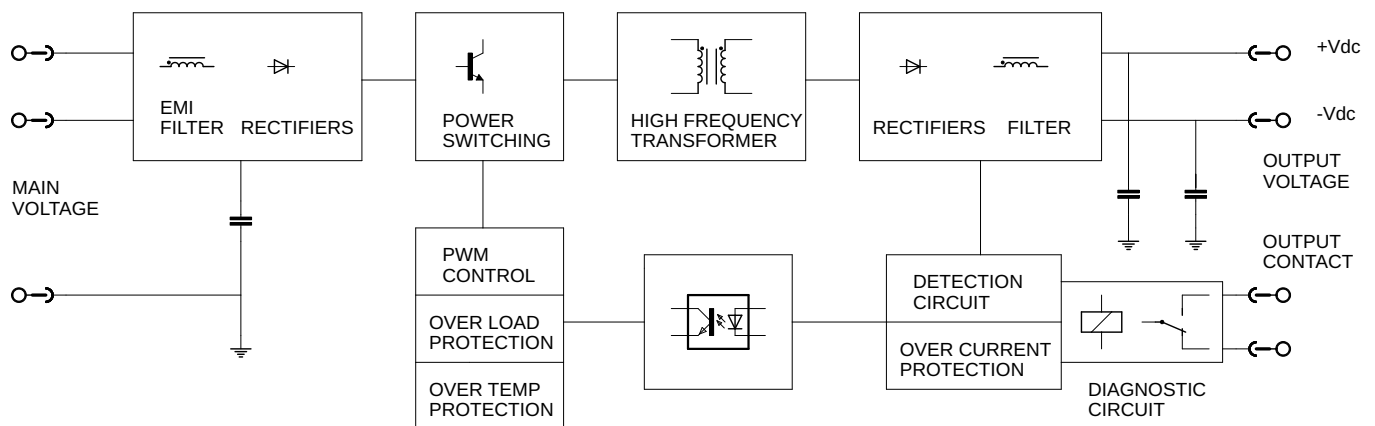 +Vdc
EMI
FILTER
RECTIFIERS
POWER
SWITCHING
HIGH FREQUENCY
TRANSFORMER
RECTIFIERS
FILTER
-Vdc
MAIN
VOLTAGE
OUTPUT
VOLTAGE
PWM
CONTROL
DETECTION
CIRCUIT
OUTPUT
CONTACT
OVER LOAD
PROTECTION
OVER CURRENT
PROTECTION
OVER TEMP
PROTECTION
DIAGNOSTIC
CIRCUIT